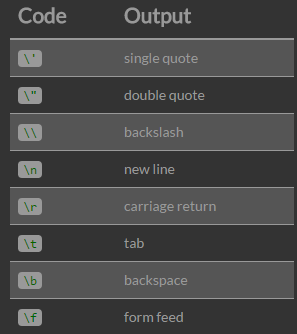 Code Output
\' single quote
\" double quote
\\ backslash
\n new line
\r carriage return
\t tab
\b backspace
\f form feed